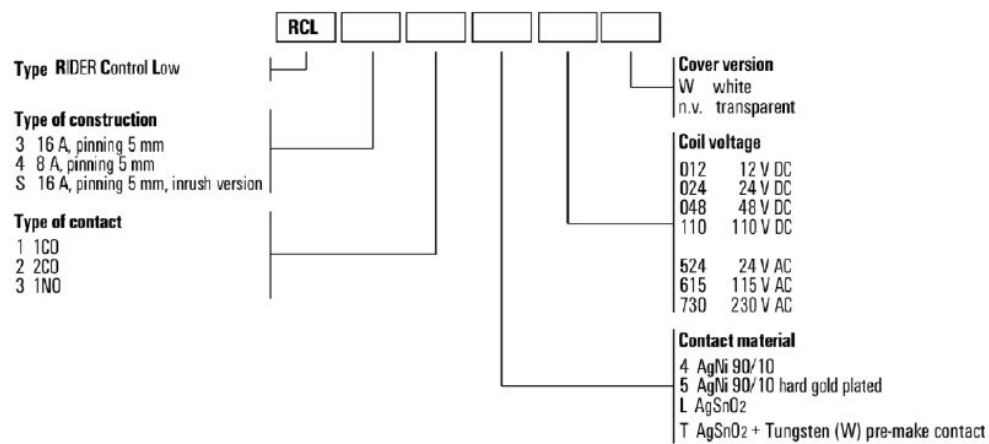 RCL
Type RIDER Control Low
Type of construction
3 16 A, pinning 5 mm
4 8 A, pinning 5 mm
S 16 A, pinning 5 mm, inrush version
Type of contact
1 1CO
2 2CO
3 1NO
Cover version
W white
n.v. transparent
Coil voltage
012 12 V DC
024 24 V DC
048 48 V DC
110 110 V DC
524 24 V AC
615 115 V AC
730 230 V AC
Contact material
4 AgNi 90/10
5 AgNi 90/10 hard gold plated
L AgSnO2
T AgSnO2 + Tungsten (W) pre-make contact